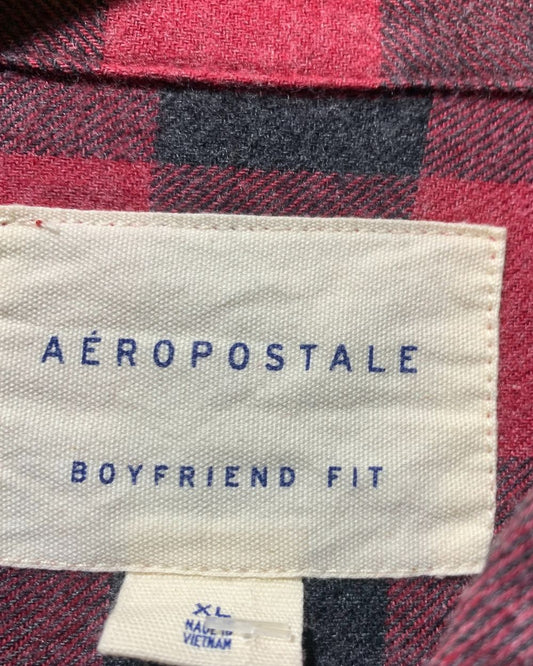 AÉROPOSTALE
BOYFRIEND FIT
XL
MADE IN
VIETNAM